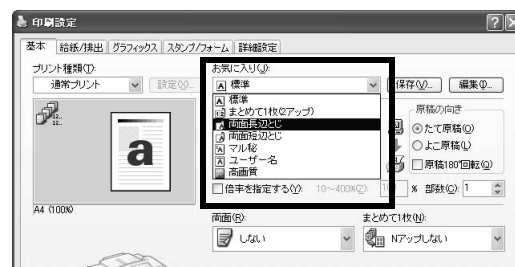 印刷設定
基本 給紙/排出 グラフィックス スタンプ/フォーム 詳細設定
プリント種類(T):
通常プリント 設定(X)...
お気に入り(J):
標準 保存(V)... 編集(Q)...
標準
まとめて1枚(2アップ)
両面長辺とじ
両面短辺とじ
マル秘
ユーザー名
高画質
原稿の向き
たて原稿(O)
よこ原稿(L)
原稿180°回転(Q)
倍率を指定する(Y): 10~400%(Z): 100 % 部数(C): 1
A4 (100%)
両面(R):
しない
まとめて1枚(N):
Nアップしない